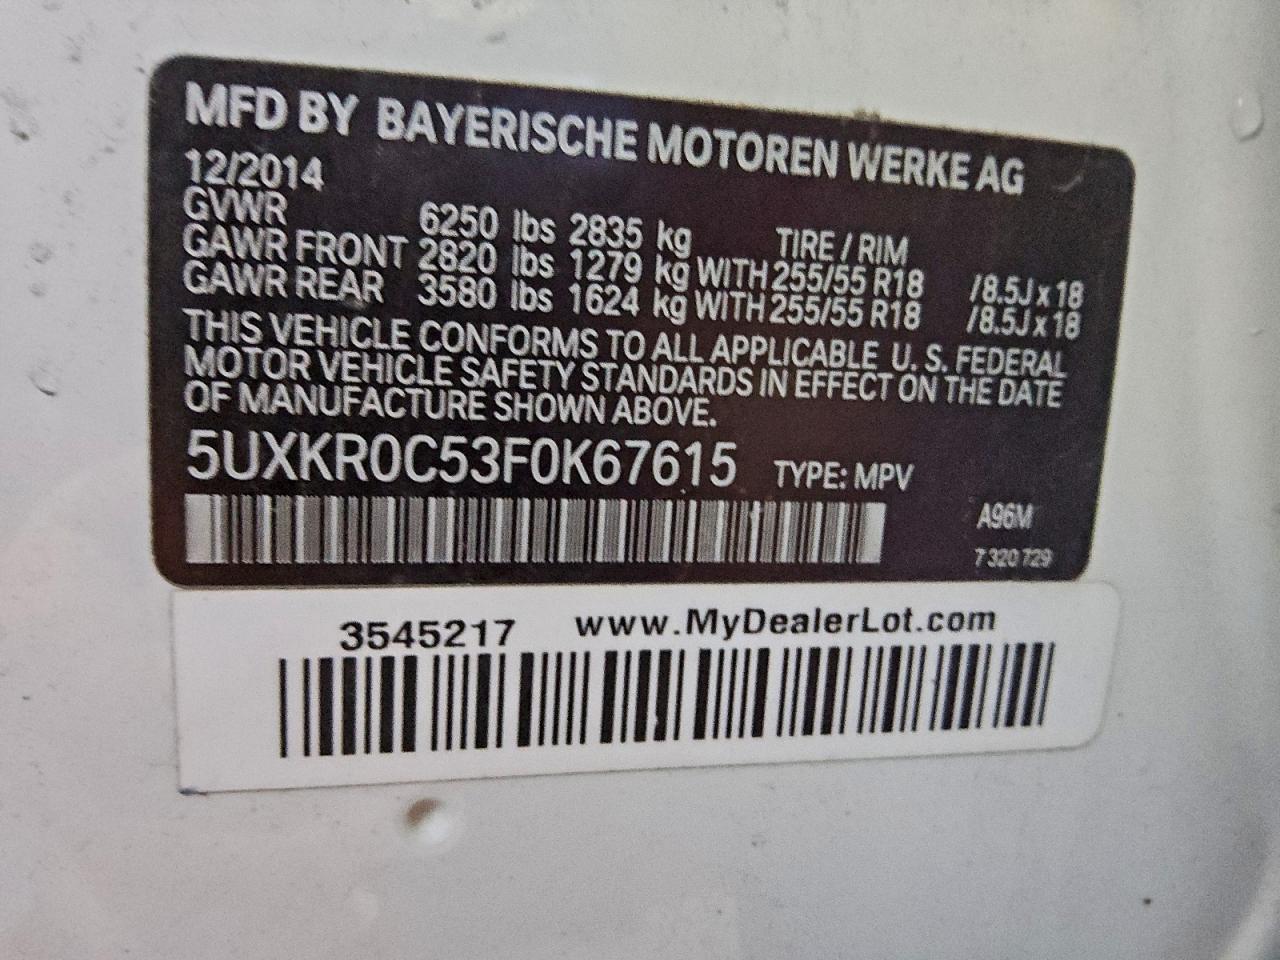 MFD BY BAYERISCHE MOTOREN WERKE AG
12/2014
GVWR 6250 lbs 2835 kg TIRE / RIM
GAWR FRONT 2820 lbs 1279 kg WITH 255/55 R18 /8.5J x 18
GAWR REAR 3580 lbs 1624 kg WITH 255/55 R18 /8.5J x 18
THIS VEHICLE CONFORMS TO ALL APPLICABLE U. S. FEDERAL
MOTOR VEHICLE SAFETY STANDARDS IN EFFECT ON THE DATE
OF MANUFACTURE SHOWN ABOVE.
5UXKR0C53F0K67615 TYPE: MPV
A96M
7 320 729
3545217 www.MyDealerLot.com